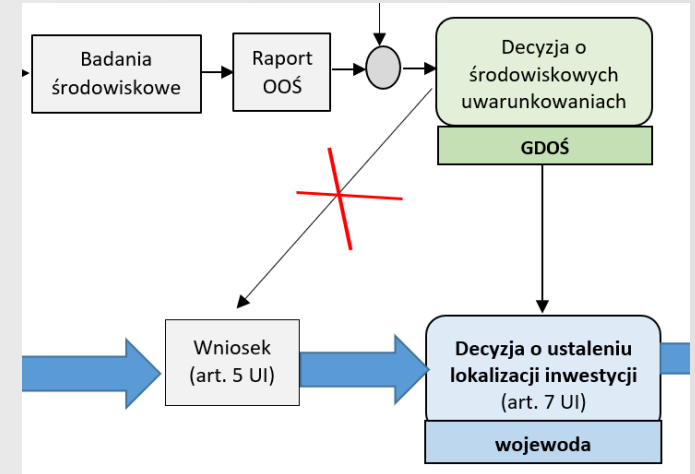 Badania
środowiskowe
Raport
OOŚ
Decyzja o
środowiskowych
uwarunkowaniach
GDOŚ
Wniosek
(art. 5 UI)
Decyzja o ustaleniu
lokalizacji inwestycji
(art. 7 UI)
wojewoda